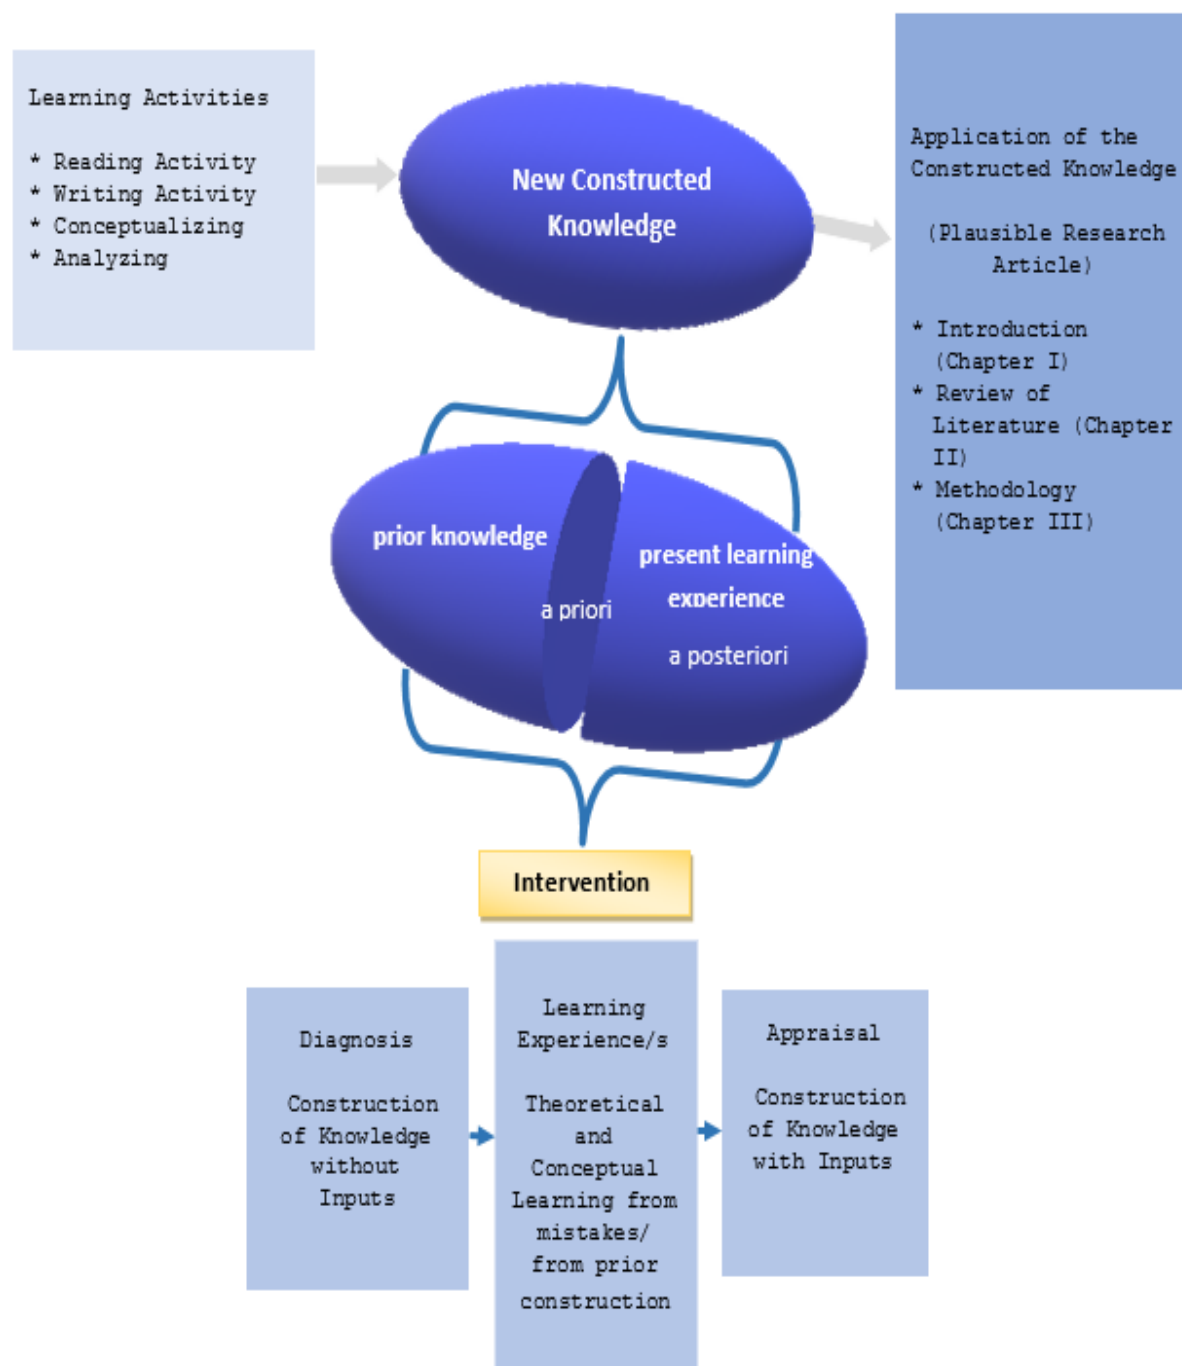 Learning Activities
* Reading Activity
* Writing Activity
* Conceptualizing
* Analyzing
New Constructed
Knowledge
Application of the
Constructed Knowledge
(Plausible Research
Article)
* Introduction
(Chapter I)
* Review of
Literature (Chapter
II)
* Methodology
(Chapter III)
prior knowledge
a priori
present learning
experience
a posteriori
Intervention
Diagnosis
Construction
of Knowledge
without
Inputs
Learning
Experience/s
Theoretical
and
Conceptual
Learning from
mistakes/
from prior
construction
Appraisal
Construction
of Knowledge
with Inputs